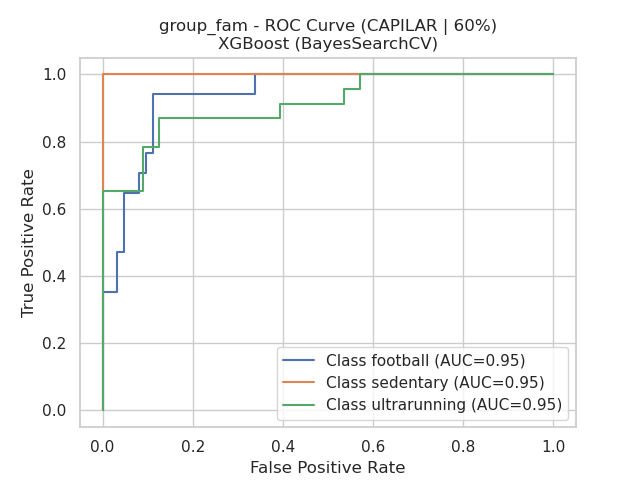 group_fam - ROC Curve (CAPILAR | 60%)
XGBoost (BayesSearchCV)
1.0
0.8
0.6
0.4
0.2
0.0
True Positive Rate
Class football (AUC=0.95)
Class sedentary (AUC=0.95)
Class ultrarunning (AUC=0.95)
0.0 0.2 0.4 0.6 0.8 1.0
False Positive Rate